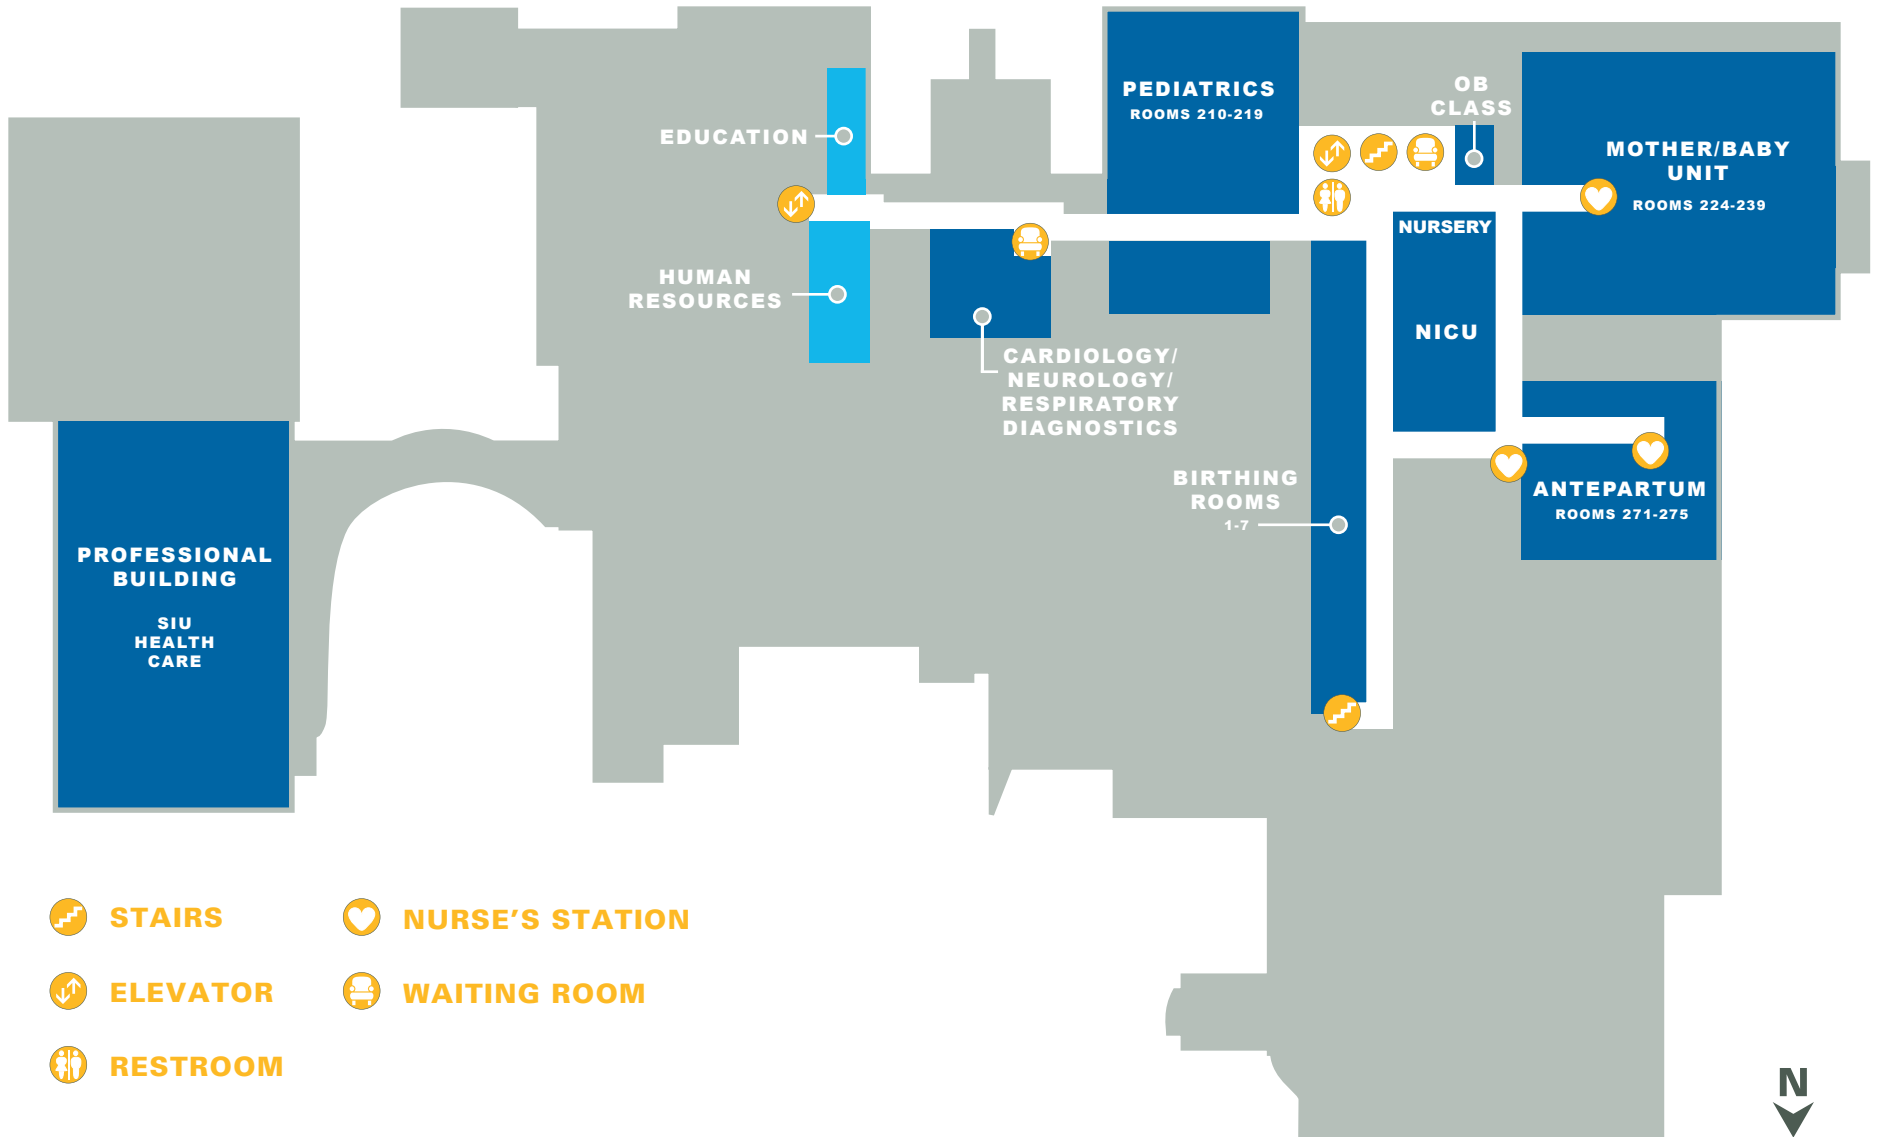 PEDIATRICS
ROOMS 210-219
OB
CLASS
EDUCATION
MOTHER/BABY
UNIT
ROOMS 224-239
NURSERY
HUMAN
RESOURCES
NICU
CARDIOLOGY/
NEUROLOGY/
RESPIRATORY
DIAGNOSTICS
BIRTHING
ROOMS
1-7
ANTEPARTUM
ROOMS 271-275
PROFESSIONAL
BUILDING
SIU
HEALTH
CARE
STAIRS
NURSE'S STATION
ELEVATOR
WAITING ROOM
RESTROOM
N